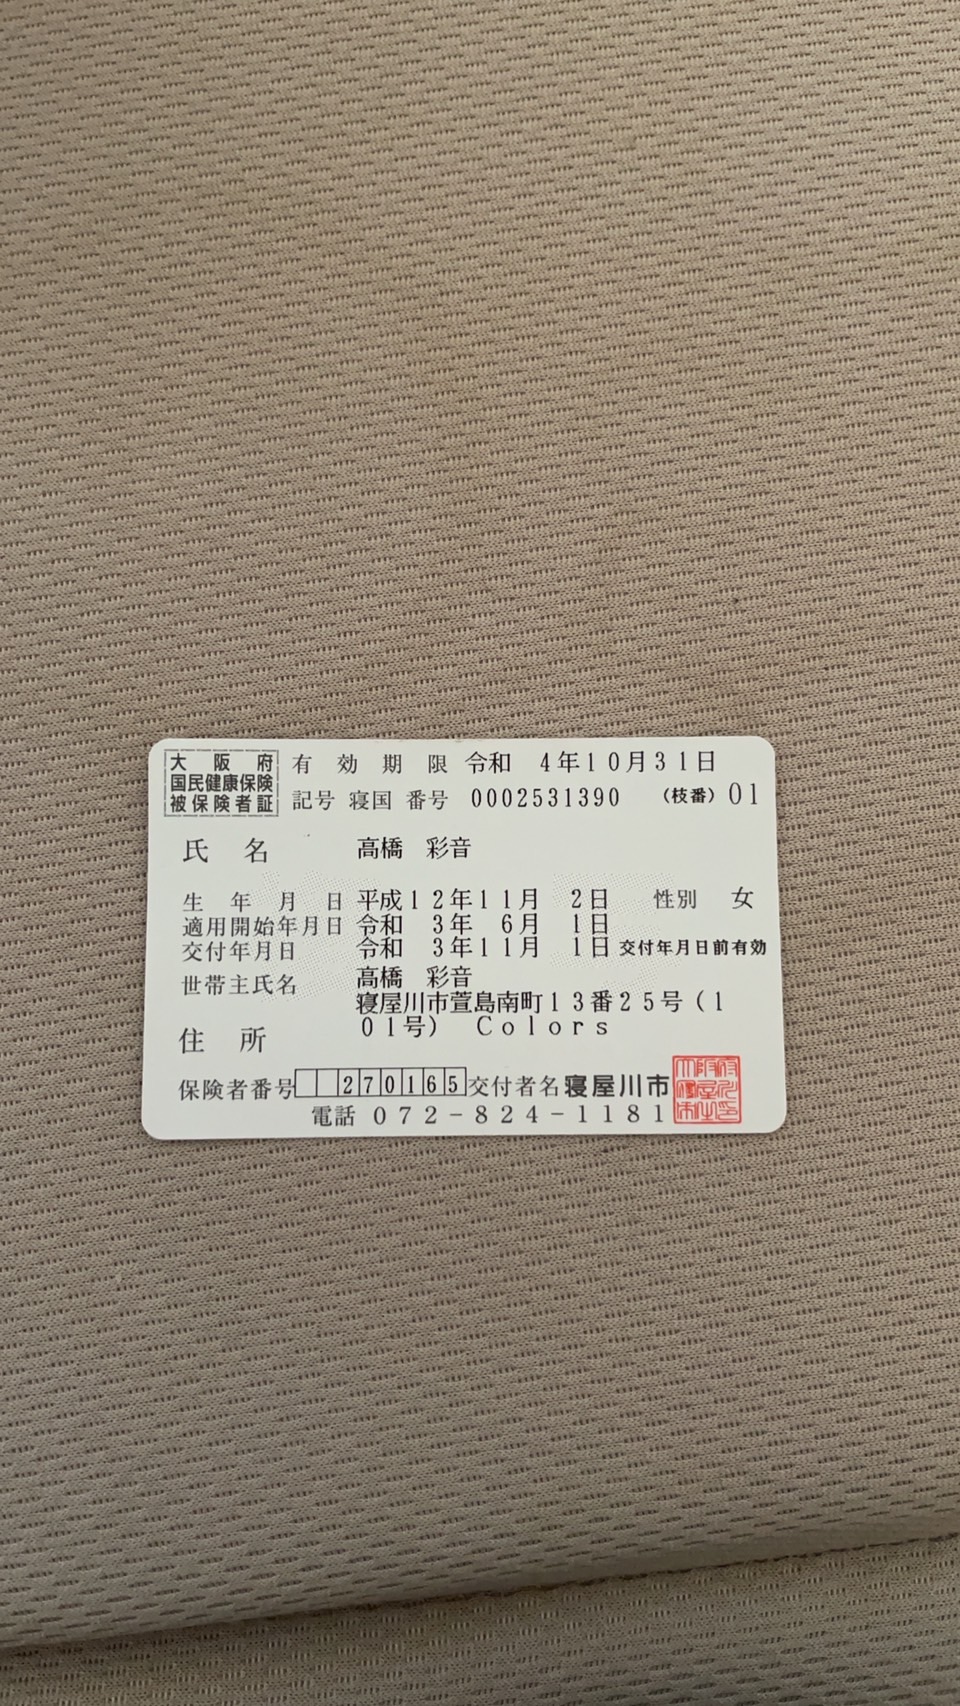 大阪府
国民健康保険
被保険者証
有効期限 令和 4年10月31日
記号 寝国 番号 0002531390 (枝番) 01
氏名 高橋 彩音
生年月日 平成12年11月 2日 性別 女
適用開始年月日 令和 3年 6月 1日
交付年月日 令和 3年11月 1日 交付年月日前有効
世帯主氏名 高橋 彩音
住所 寝屋川市萱島南町13番25号(1
01号) Colors
保険者番号 270165 交付者名 寝屋川市
電話 072-824-1181